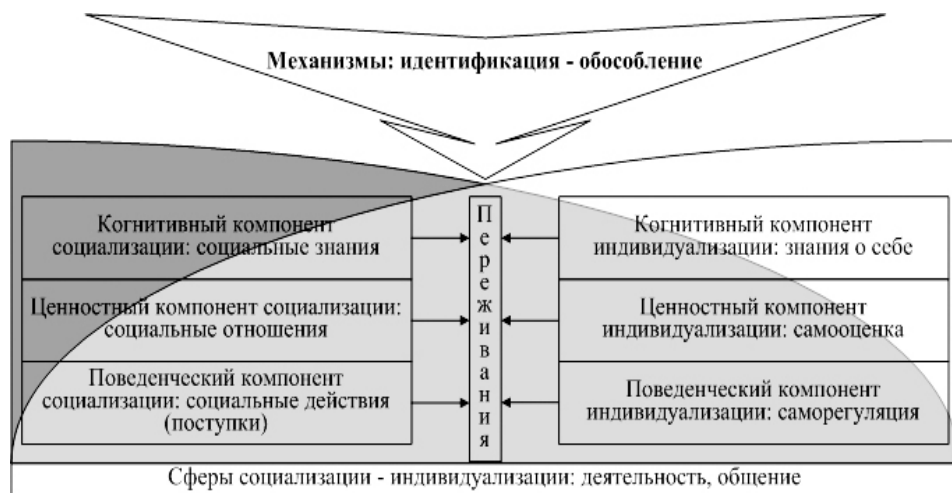 Механизмы: идентификация - обособление
Когнитивный компонент
социализации: социальные знания
Ценностный компонент социализации:
социальные отношения
Поведенческий компонент
социализации: социальные действия
(поступки)
Переживания
Когнитивный компонент
индивидуализации: знания о себе
Ценностный компонент
индивидуализации: самооценка
Поведенческий компонент
индивидуализации: саморегуляция
Сферы социализации - индивидуализации: деятельность, общение